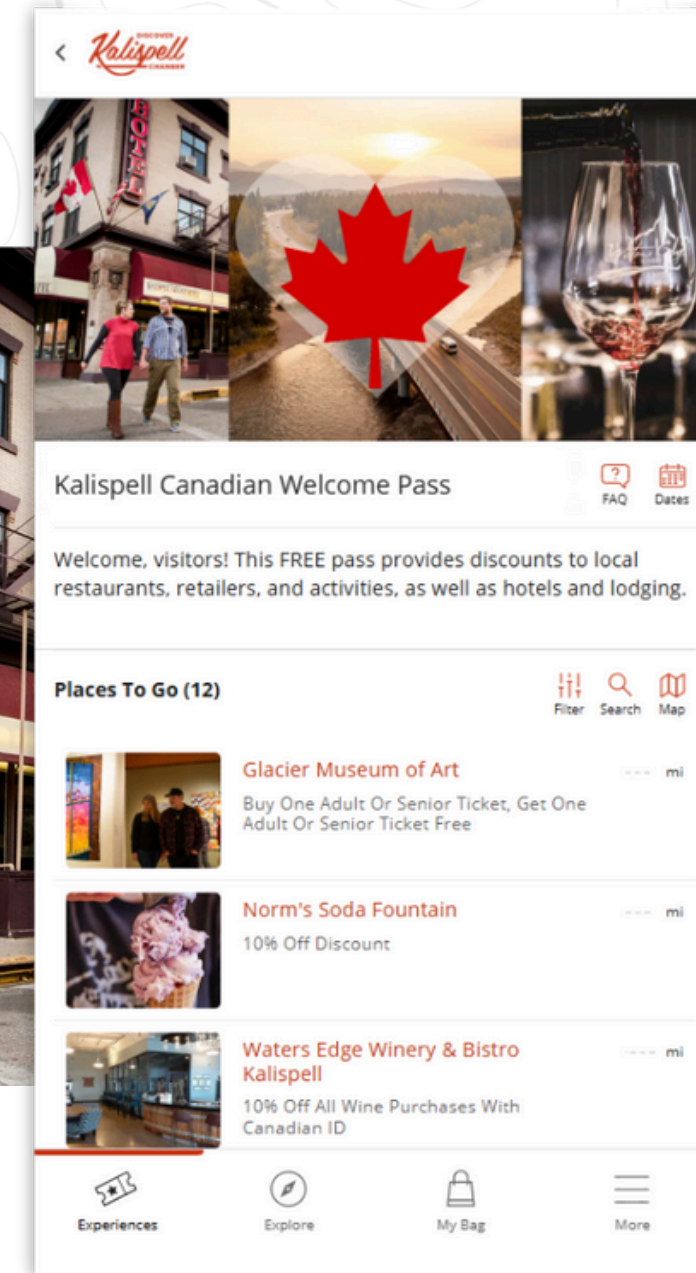 DISCOVER
Kalispell
CHAMBER
HOTEL
Kalispell Canadian Welcome Pass
FAQ
Dates
Welcome, visitors! This FREE pass provides discounts to local
restaurants, retailers, and activities, as well as hotels and lodging.
Places To Go (12)
Filter
Search
Map
Glacier Museum of Art
--- mi
Buy One Adult Or Senior Ticket, Get One
Adult Or Senior Ticket Free
Norm's Soda Fountain
--- mi
10% Off Discount
Waters Edge Winery & Bistro
--- mi
Kalispell
10% Off All Wine Purchases With
Canadian ID
Experiences
Explore
My Bag
More